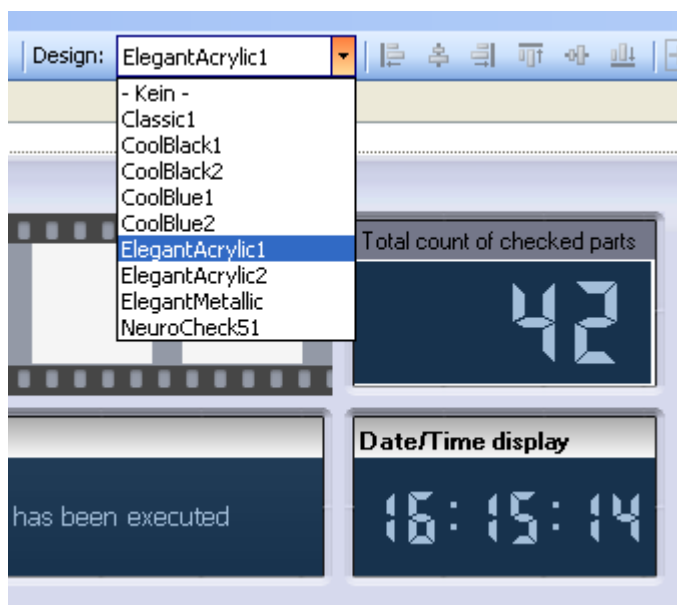 Design: ElegantAcrylic1
- Kein -
Classic1
CoolBlack1
CoolBlack2
CoolBlue1
CoolBlue2
ElegantAcrylic1
ElegantAcrylic2
ElegantMetallic
NeuroCheck51
Total count of checked parts
42
Date/Time display
has been executed
16:15:14